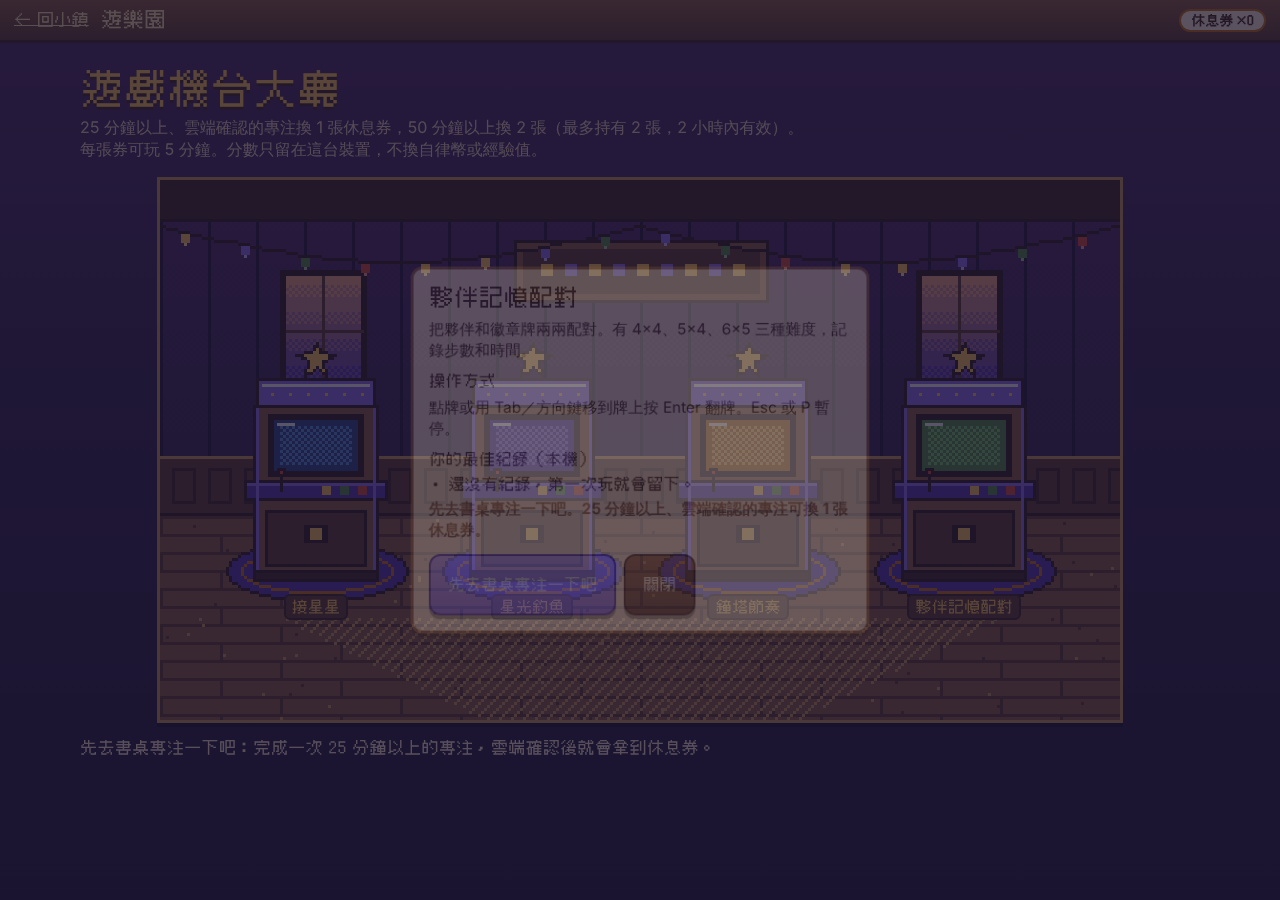 ← 回小鎮 遊樂園
休息券 ×0
遊戲機台大廳
25 分鐘以上、雲端確認的專注換 1 張休息券，50 分鐘以上換 2 張（最多持有 2 張，2 小時內有效）。
每張券可玩 5 分鐘。分數只留在這台裝置，不換自律幣或經驗值。
夥伴記憶配對
把夥伴和徽章牌兩兩配對。有 4×4、5×4、6×5 三種難度，記
錄步數和時間。
操作方式
點牌或用 Tab／方向鍵移到牌上按 Enter 翻牌。Esc 或 P 暫
停。
你的最佳紀錄（本機）
• 還沒有紀錄，第一次玩就會留下。
先去書桌專注一下吧。25 分鐘以上、雲端確認的專注可換 1 張
休息券。
先去書桌專注一下吧
關閉
接星星
星光釣魚
鐘塔節奏
夥伴記憶配對
先去書桌專注一下吧：完成一次 25 分鐘以上的專注，雲端確認後就會拿到休息券。